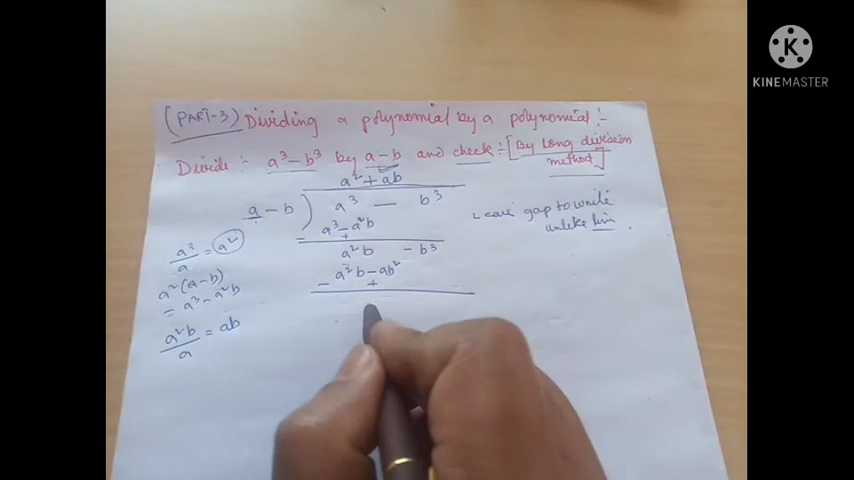 K
KINEMASTER
(PART-3) Dividing a polynomial by a polynomial :-
Divide :- a³-b³ by a-b and check :- [By Long division
method]
a²+ab
a-b ) a³ — b³
a³-a²b
- +
a²b - b³
a²b-ab²
- +
a³/a = a²
a²(a-b)
= a³-a²b
a²b/a = ab
Leave gap to write
unlike